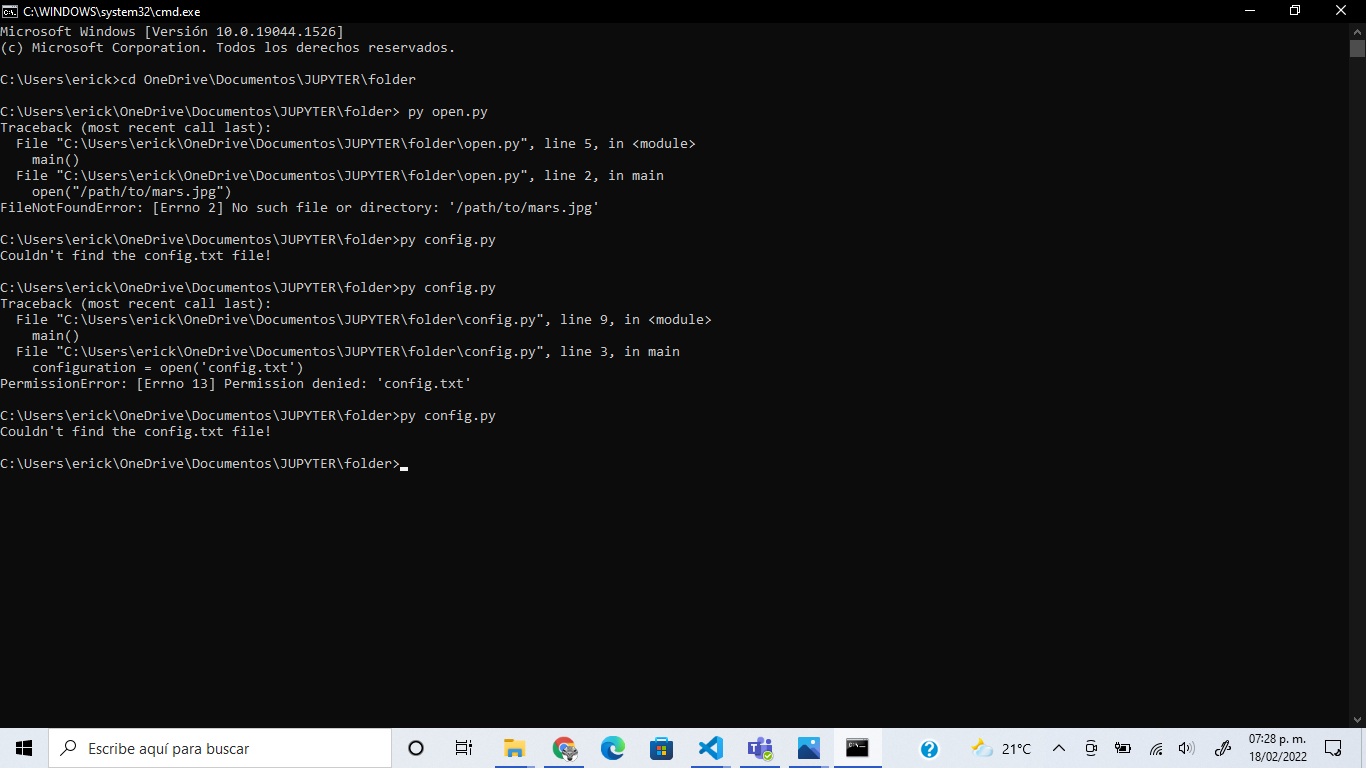 C:\WINDOWS\system32\cmd.exe
Microsoft Windows [Versión 10.0.19044.1526]
(c) Microsoft Corporation. Todos los derechos reservados.
C:\Users\erick>cd OneDrive\Documentos\JUPYTER\folder
C:\Users\erick\OneDrive\Documentos\JUPYTER\folder> py open.py
Traceback (most recent call last):
  File "C:\Users\erick\OneDrive\Documentos\JUPYTER\folder\open.py", line 5, in <module>
    main()
  File "C:\Users\erick\OneDrive\Documentos\JUPYTER\folder\open.py", line 2, in main
    open("/path/to/mars.jpg")
FileNotFoundError: [Errno 2] No such file or directory: '/path/to/mars.jpg'
C:\Users\erick\OneDrive\Documentos\JUPYTER\folder>py config.py
Couldn't find the config.txt file!
C:\Users\erick\OneDrive\Documentos\JUPYTER\folder>py config.py
Traceback (most recent call last):
  File "C:\Users\erick\OneDrive\Documentos\JUPYTER\folder\config.py", line 9, in <module>
    main()
  File "C:\Users\erick\OneDrive\Documentos\JUPYTER\folder\config.py", line 3, in main
    configuration = open('config.txt')
PermissionError: [Errno 13] Permission denied: 'config.txt'
C:\Users\erick\OneDrive\Documentos\JUPYTER\folder>py config.py
Couldn't find the config.txt file!
C:\Users\erick\OneDrive\Documentos\JUPYTER\folder>
Escribe aquí para buscar
21°C
07:28 p. m.
18/02/2022